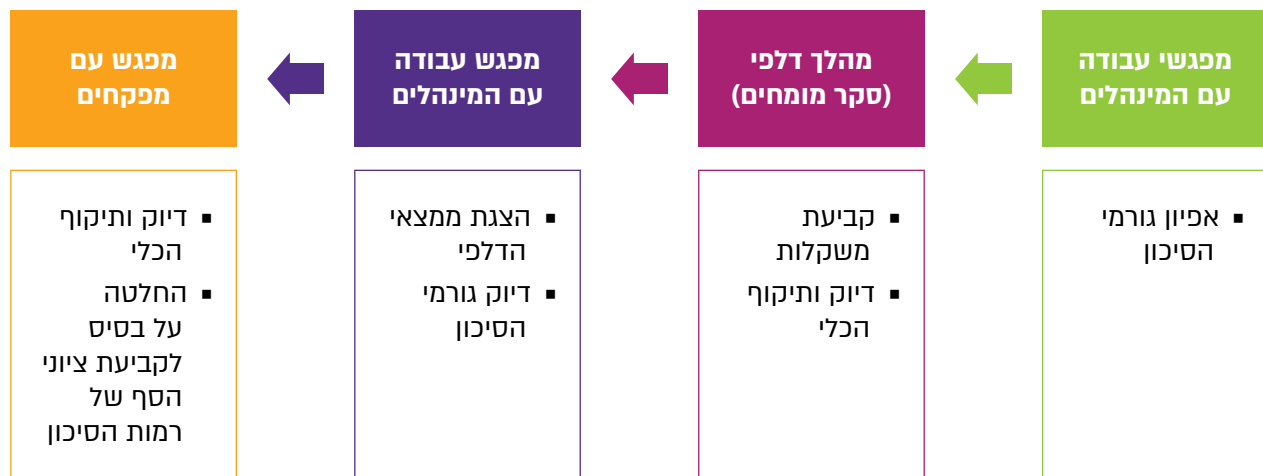 מפגשי עבודה
עם המינהלים
▪ אפיון גורמי
הסיכון
מהלך דלפי
(סקר מומחים)
▪ קביעת
משקלות
▪ דיוק ותיקוף
הכלי
מפגש עבודה
עם המינהלים
▪ הצגת ממצאי
הדלפי
▪ דיוק גורמי
הסיכון
מפגש עם
מפקחים
▪ דיוק ותיקוף
הכלי
▪ החלטה
על בסיס
לקביעת ציוני
הסף של
רמות הסיכון